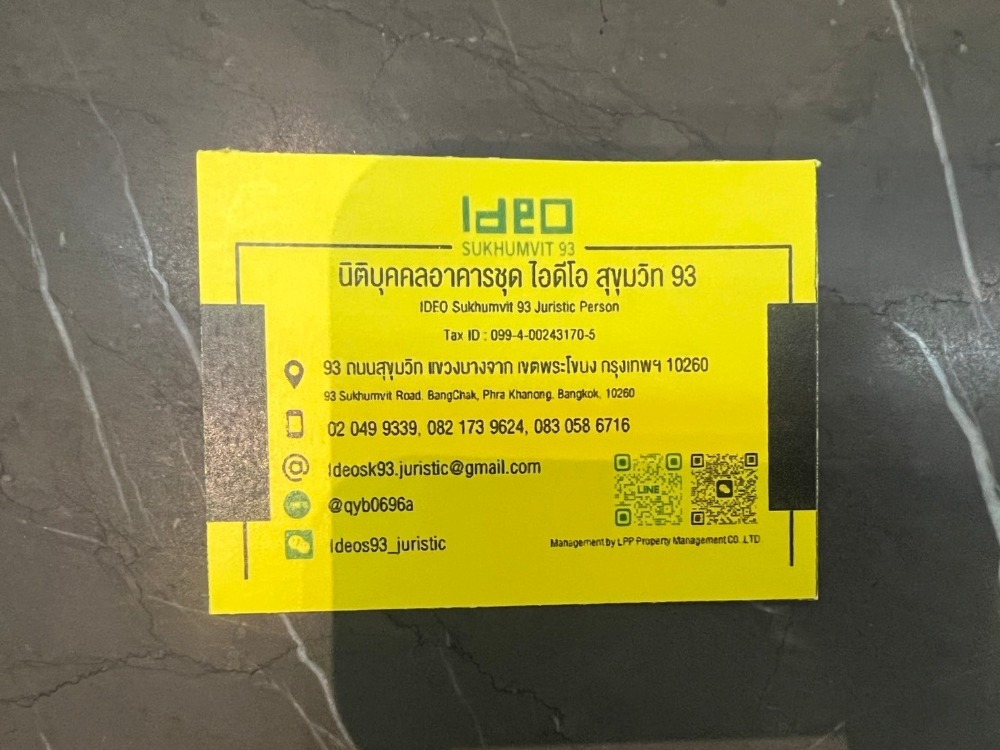 Ideo
SUKHUMVIT 93
นิติบุคคลอาคารชุด ไอดีโอ สุขุมวิท 93
IDEO Sukhumvit 93 Juristic Person
Tax ID : 099-4-00243170-5
93 ถนนสุขุมวิท แขวงบางจาก เขตพระโขนง กรุงเทพฯ 10260
93 Sukhumvit Road, BangChak, Phra Khanong, Bangkok, 10260
02 049 9339, 082 173 9624, 083 058 6716
Ideosk93.juristic@gmail.com
@qyb0696a
Ideos93_juristic
LINE
Management by LPP Property Management CO.,LTD